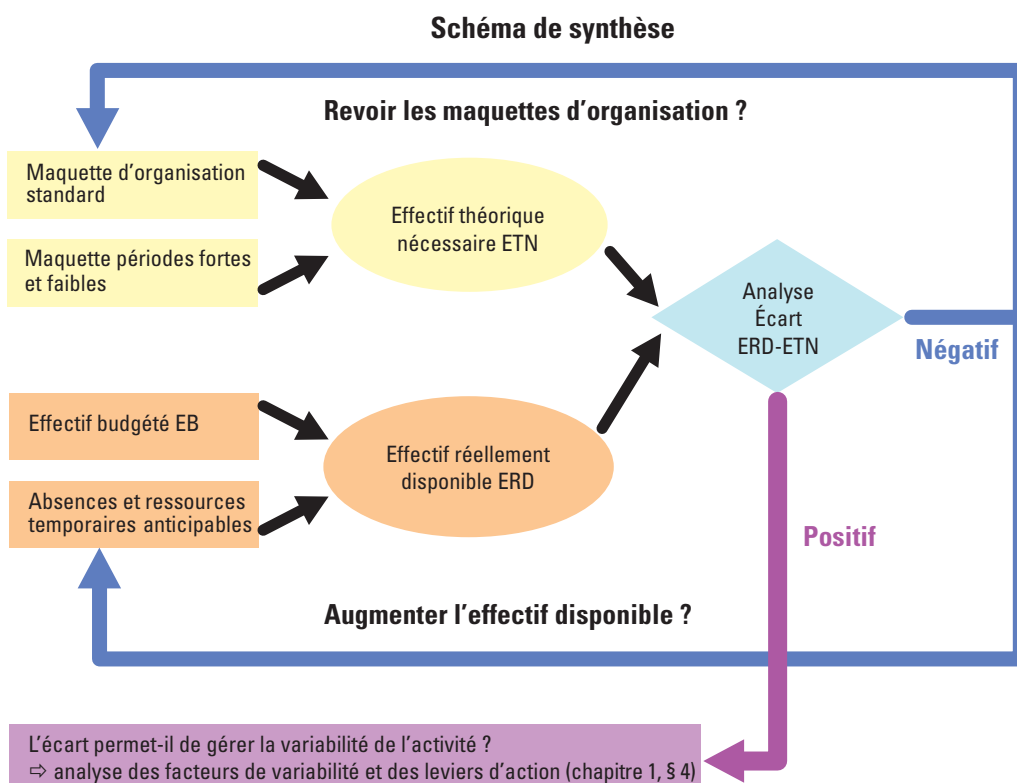 Schéma de synthèse
Revoir les maquettes d'organisation ?
Maquette d'organisation
standard
Maquette périodes fortes
et faibles
Effectif théorique
nécessaire ETN
Analyse
Écart
ERD-ETN
Négatif
Effectif budgété EB
Absences et ressources
temporaires anticipables
Effectif réellement
disponible ERD
Positif
Augmenter l'effectif disponible ?
L'écart permet-il de gérer la variabilité de l'activité ?
⇨ analyse des facteurs de variabilité et des leviers d'action (chapitre 1, § 4)